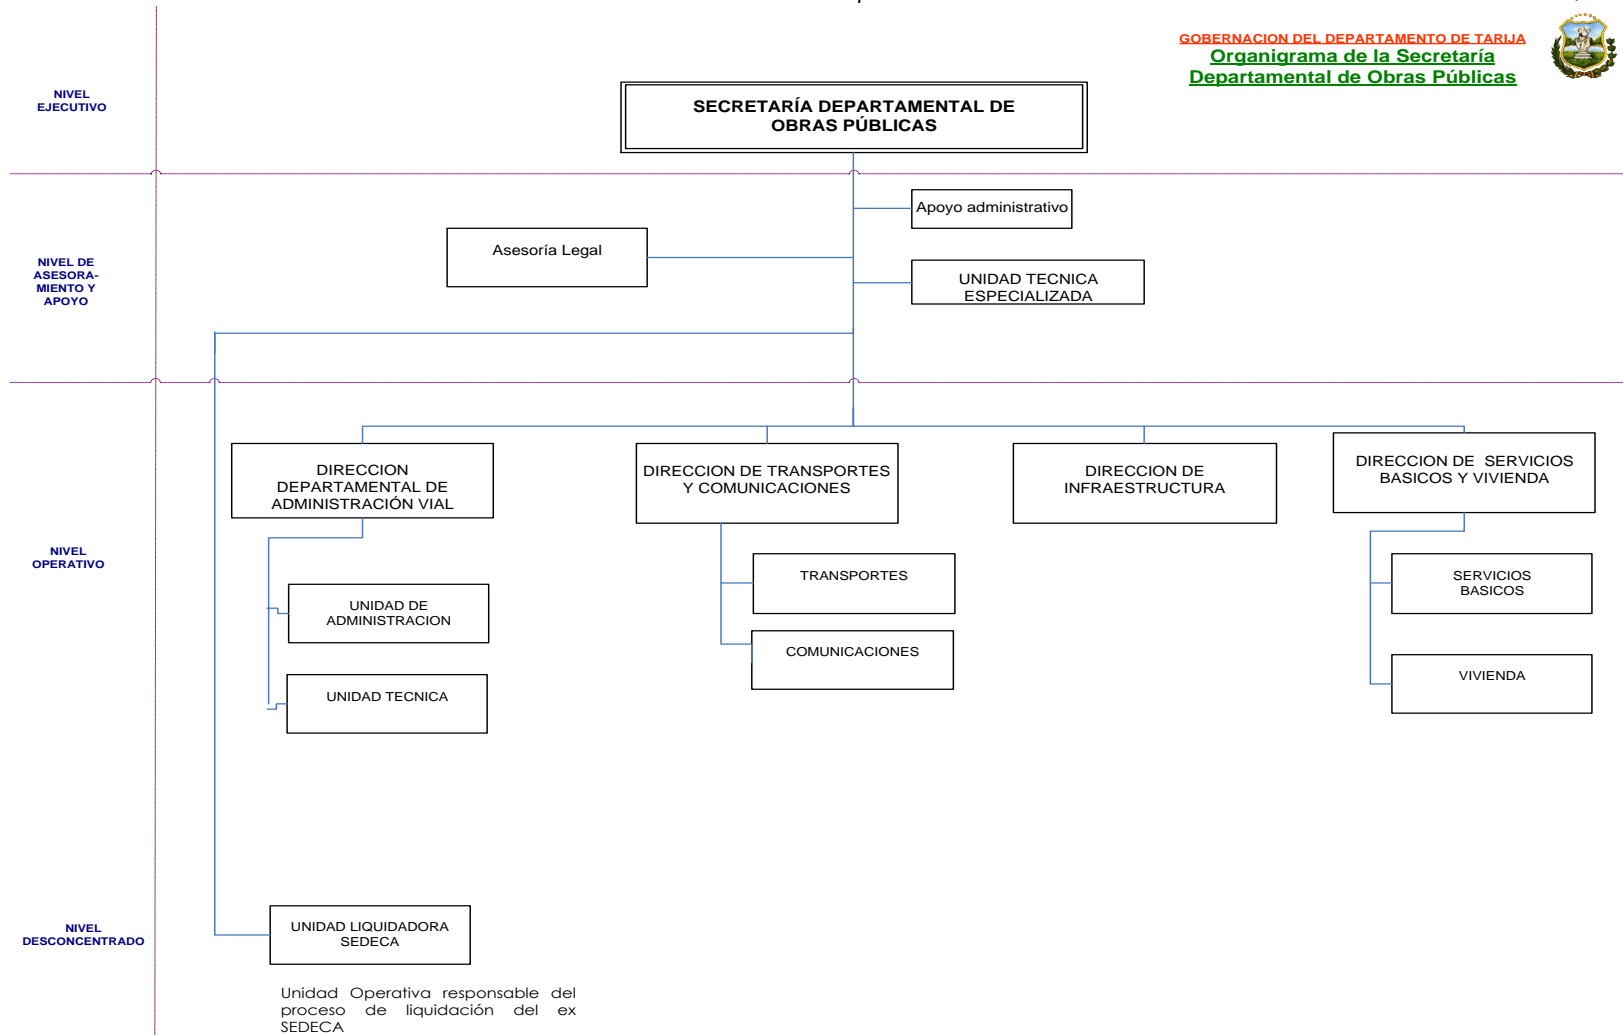 GOBERNACION DEL DEPARTAMENTO DE TARIJA
Organigrama de la Secretaría
Departamental de Obras Públicas
NIVEL
EJECUTIVO
SECRETARÍA DEPARTAMENTAL DE
OBRAS PÚBLICAS
NIVEL DE
ASESORA-
MIENTO Y
APOYO
Apoyo administrativo
Asesoría Legal
UNIDAD TECNICA
ESPECIALIZADA
NIVEL
OPERATIVO
DIRECCION
DEPARTAMENTAL DE
ADMINISTRACIÓN VIAL
DIRECCION DE TRANSPORTES
Y COMUNICACIONES
DIRECCION DE
INFRAESTRUCTURA
DIRECCION DE SERVICIOS
BASICOS Y VIVIENDA
UNIDAD DE
ADMINISTRACION
UNIDAD TECNICA
TRANSPORTES
COMUNICACIONES
SERVICIOS
BASICOS
VIVIENDA
NIVEL
DESCONCENTRADO
UNIDAD LIQUIDADORA
SEDECA
Unidad Operativa responsable del
proceso de liquidación del ex
SEDECA